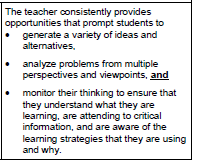 The teacher consistently provides
opportunities that prompt students to
• generate a variety of ideas and
alternatives,
• analyze problems from multiple
perspectives and viewpoints, and
• monitor their thinking to ensure that
they understand what they are
learning, are attending to critical
information, and are aware of the
learning strategies that they are using
and why.